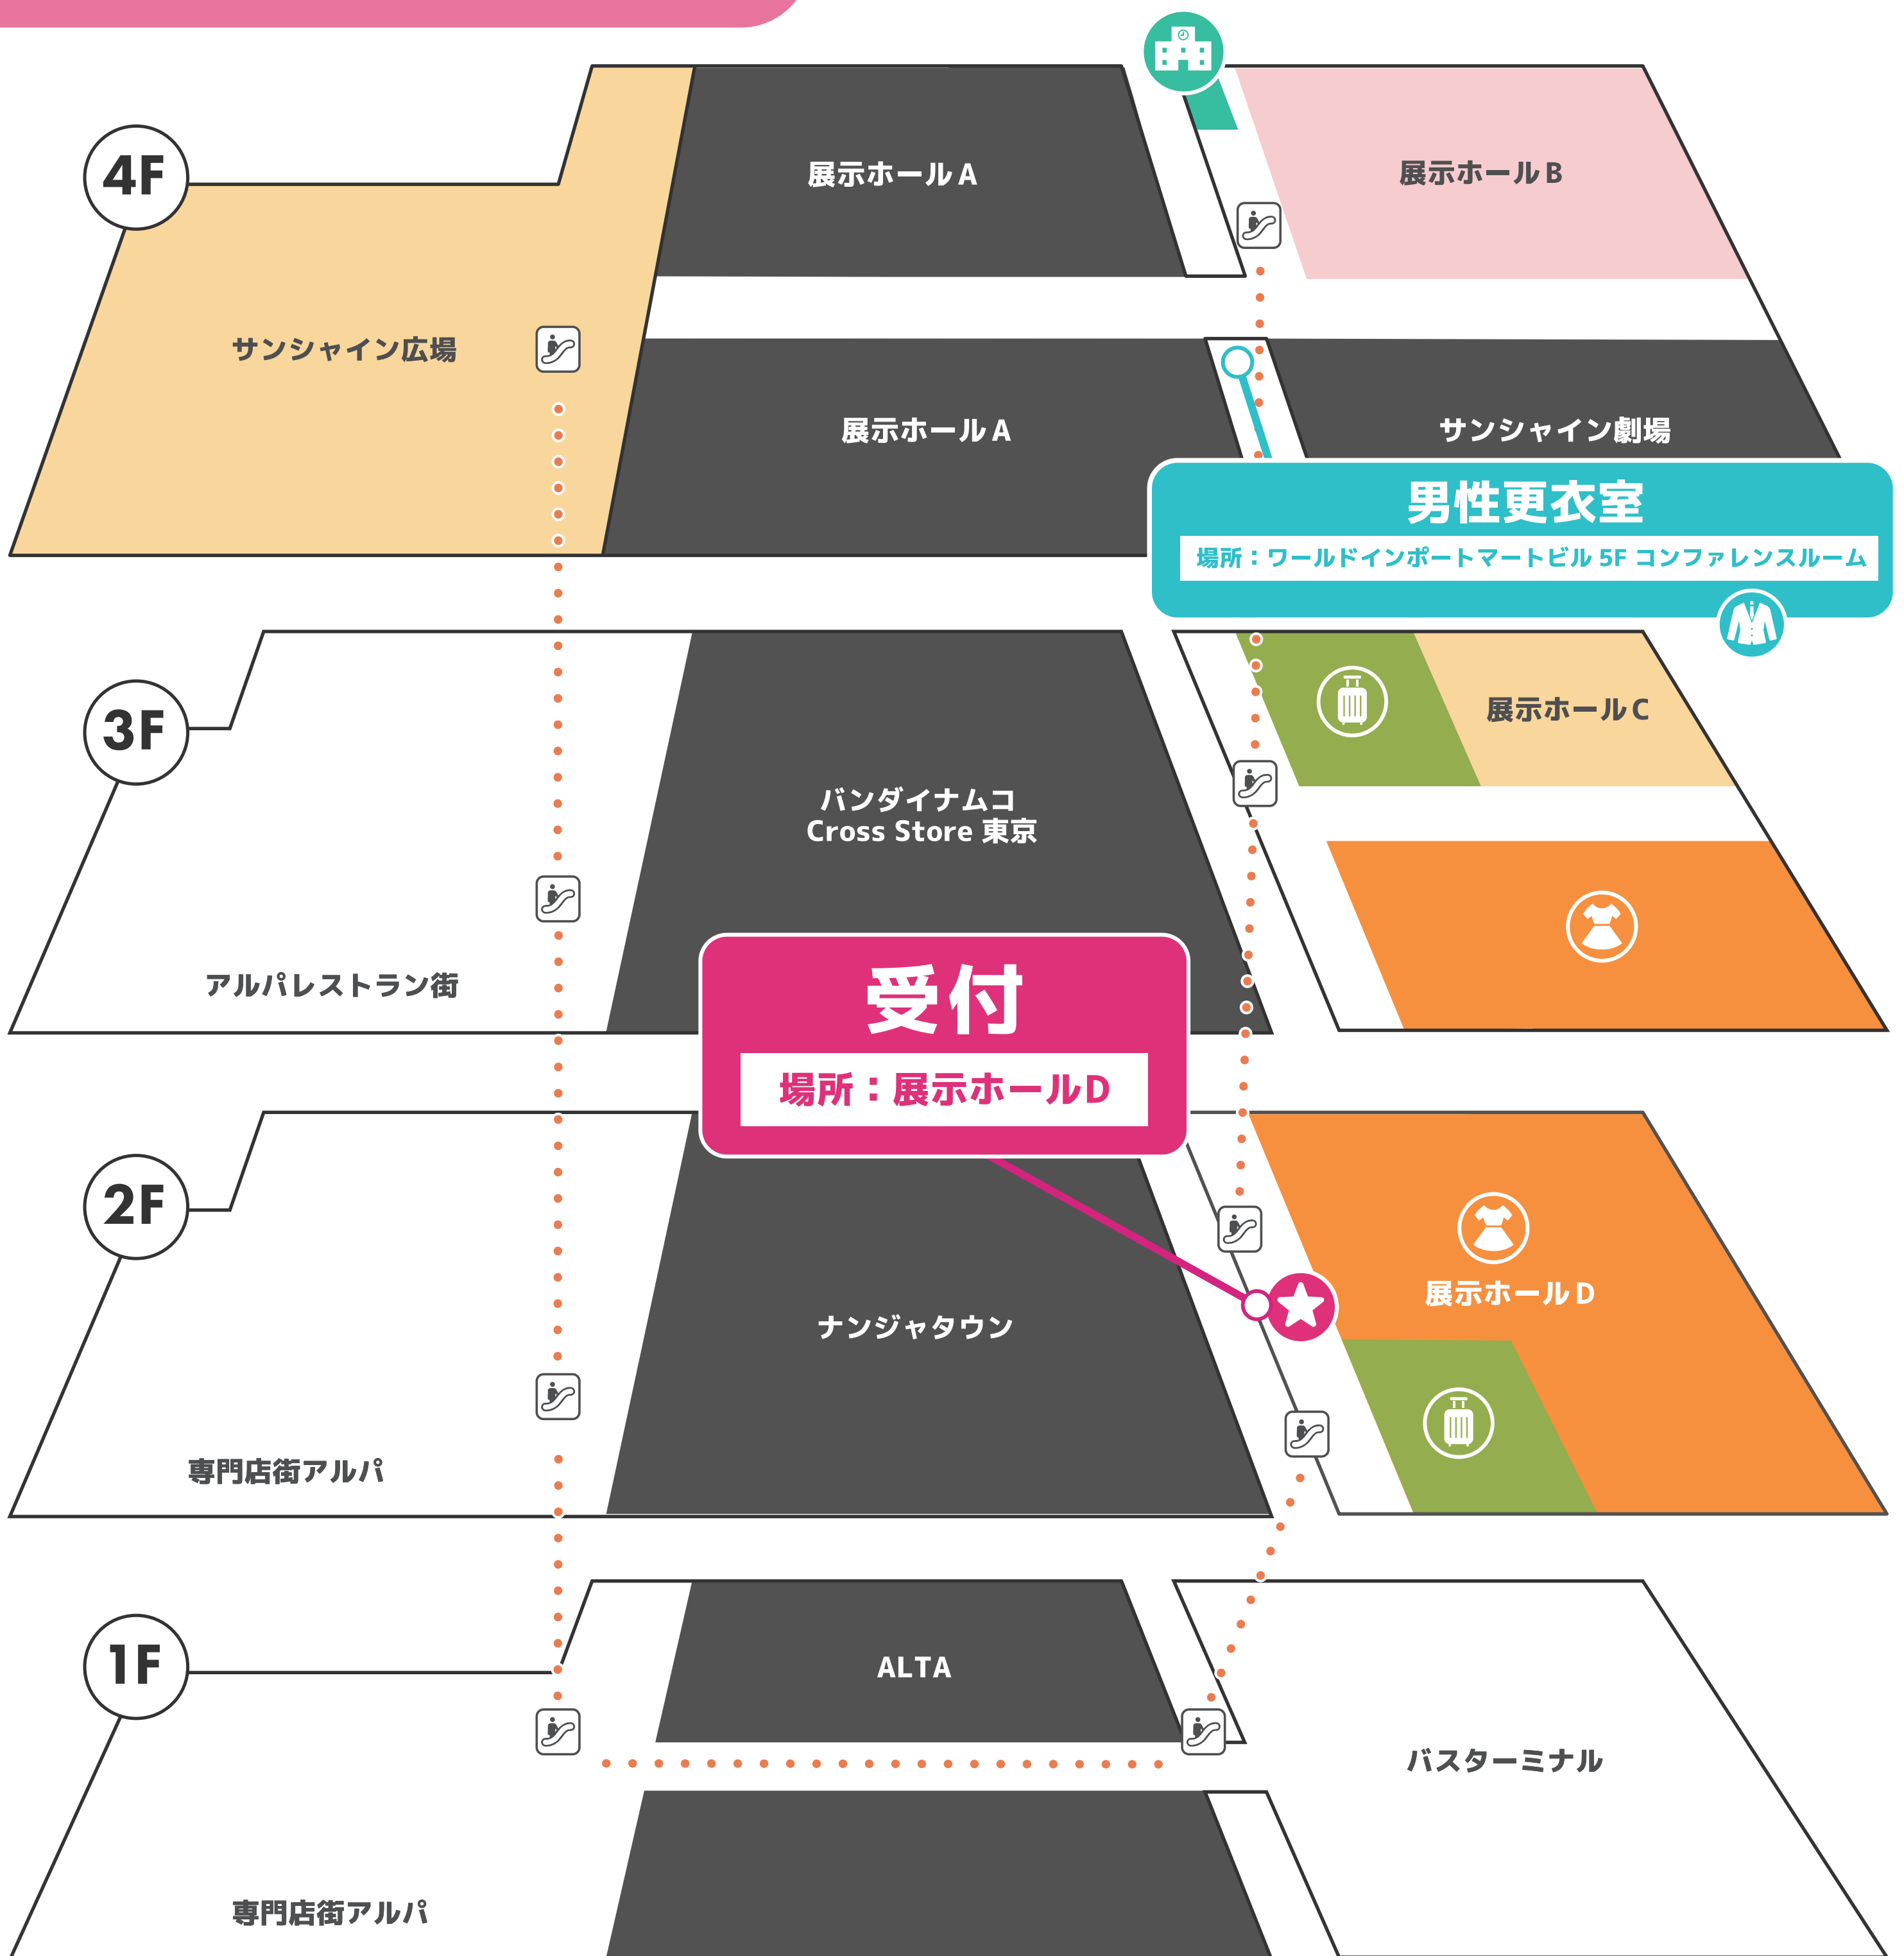 4F
展示ホールA
展示ホールB
サンシャイン広場
展示ホールA
サンシャイン劇場
男性更衣室
場所：ワールドインポートマートビル 5F コンファレンスルーム
3F
展示ホールC
バンダイナムコ
Cross Store 東京
アルパレストラン街
受付
場所：展示ホールD
2F
展示ホールD
ナンジャタウン
専門店街アルパ
1F
ALTA
バスターミナル
専門店街アルパ